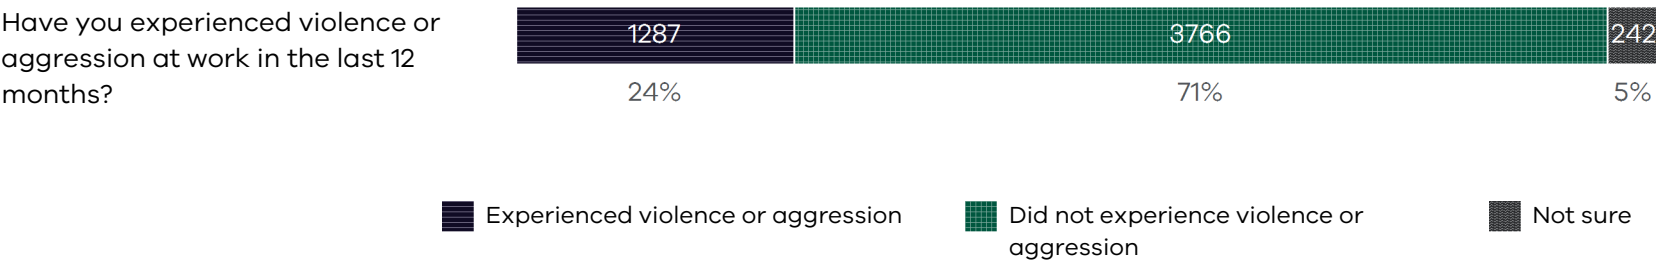 Have you experienced violence or
aggression at work in the last 12
months?
1287
3766
242
24%
71%
5%
Experienced violence or aggression
Did not experience violence or
aggression
Not sure